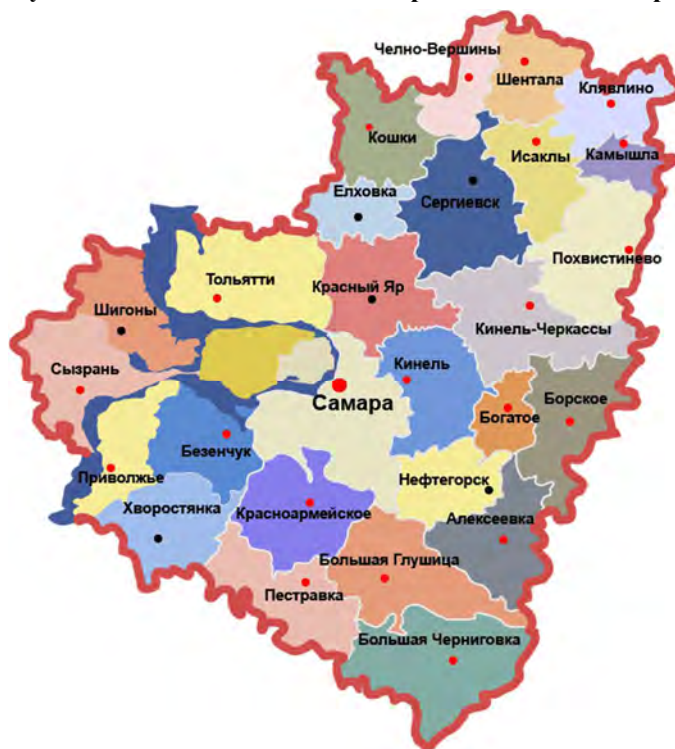 Челно-Вершины
Шентала
Клявлино
Кошки
Исаклы
Камышла
Елховка
Сергиевск
Похвистинево
Тольятти
Красный Яр
Шигоны
Кинель-Черкассы
Сызрань
Кинель
Самара
Богатое
Борское
Безенчук
Приволжье
Нефтегорск
Хворостянка
Красноармейское
Алексеевка
Большая Глушица
Пестравка
Большая Черниговка